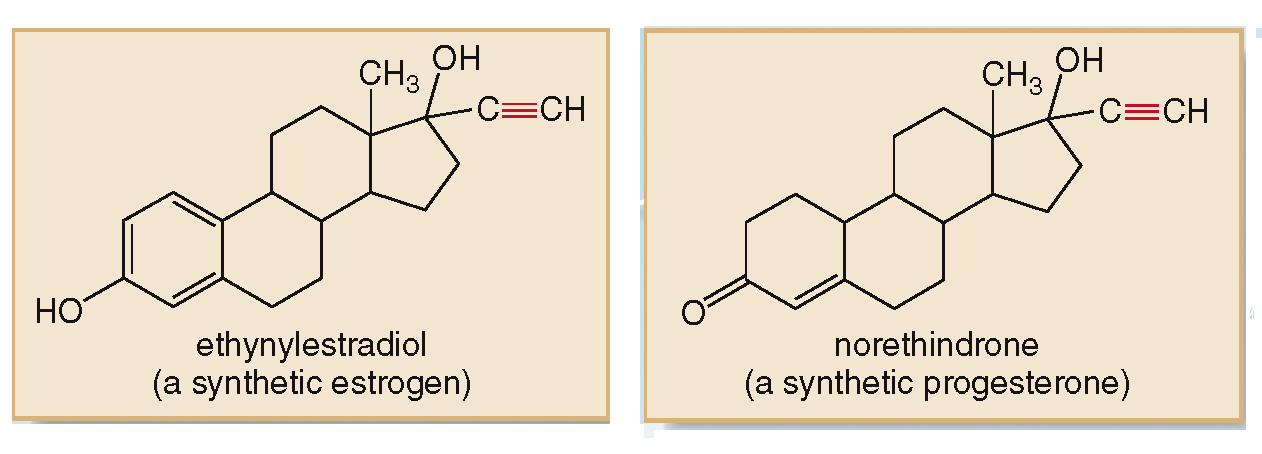 OH
CH₃
C≡CH
HO
ethynylestradiol
(a synthetic estrogen)
OH
CH₃
C≡CH
O
norethindrone
(a synthetic progesterone)